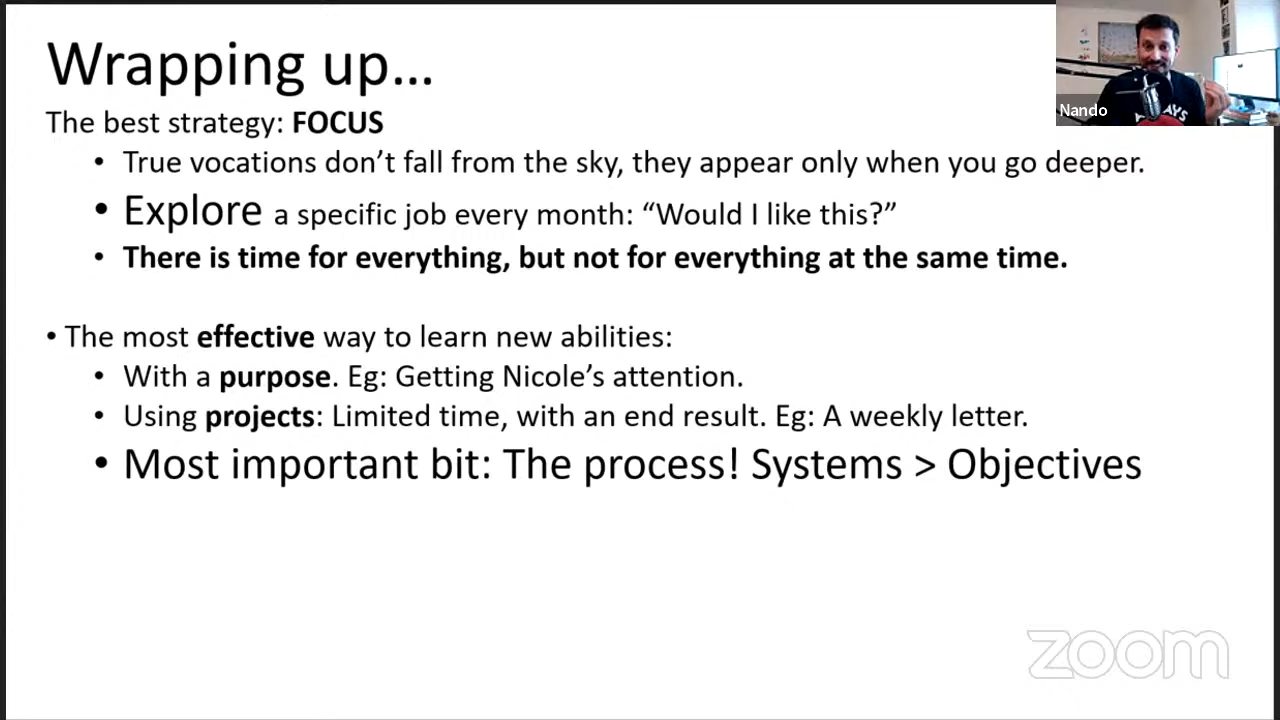 Wrapping up...
The best strategy: FOCUS
• True vocations don’t fall from the sky, they appear only when you go deeper.
• Explore a specific job every month: “Would I like this?”
• There is time for everything, but not for everything at the same time.
• The most effective way to learn new abilities:
• With a purpose. Eg: Getting Nicole’s attention.
• Using projects: Limited time, with an end result. Eg: A weekly letter.
• Most important bit: The process! Systems > Objectives
Nando
zoom